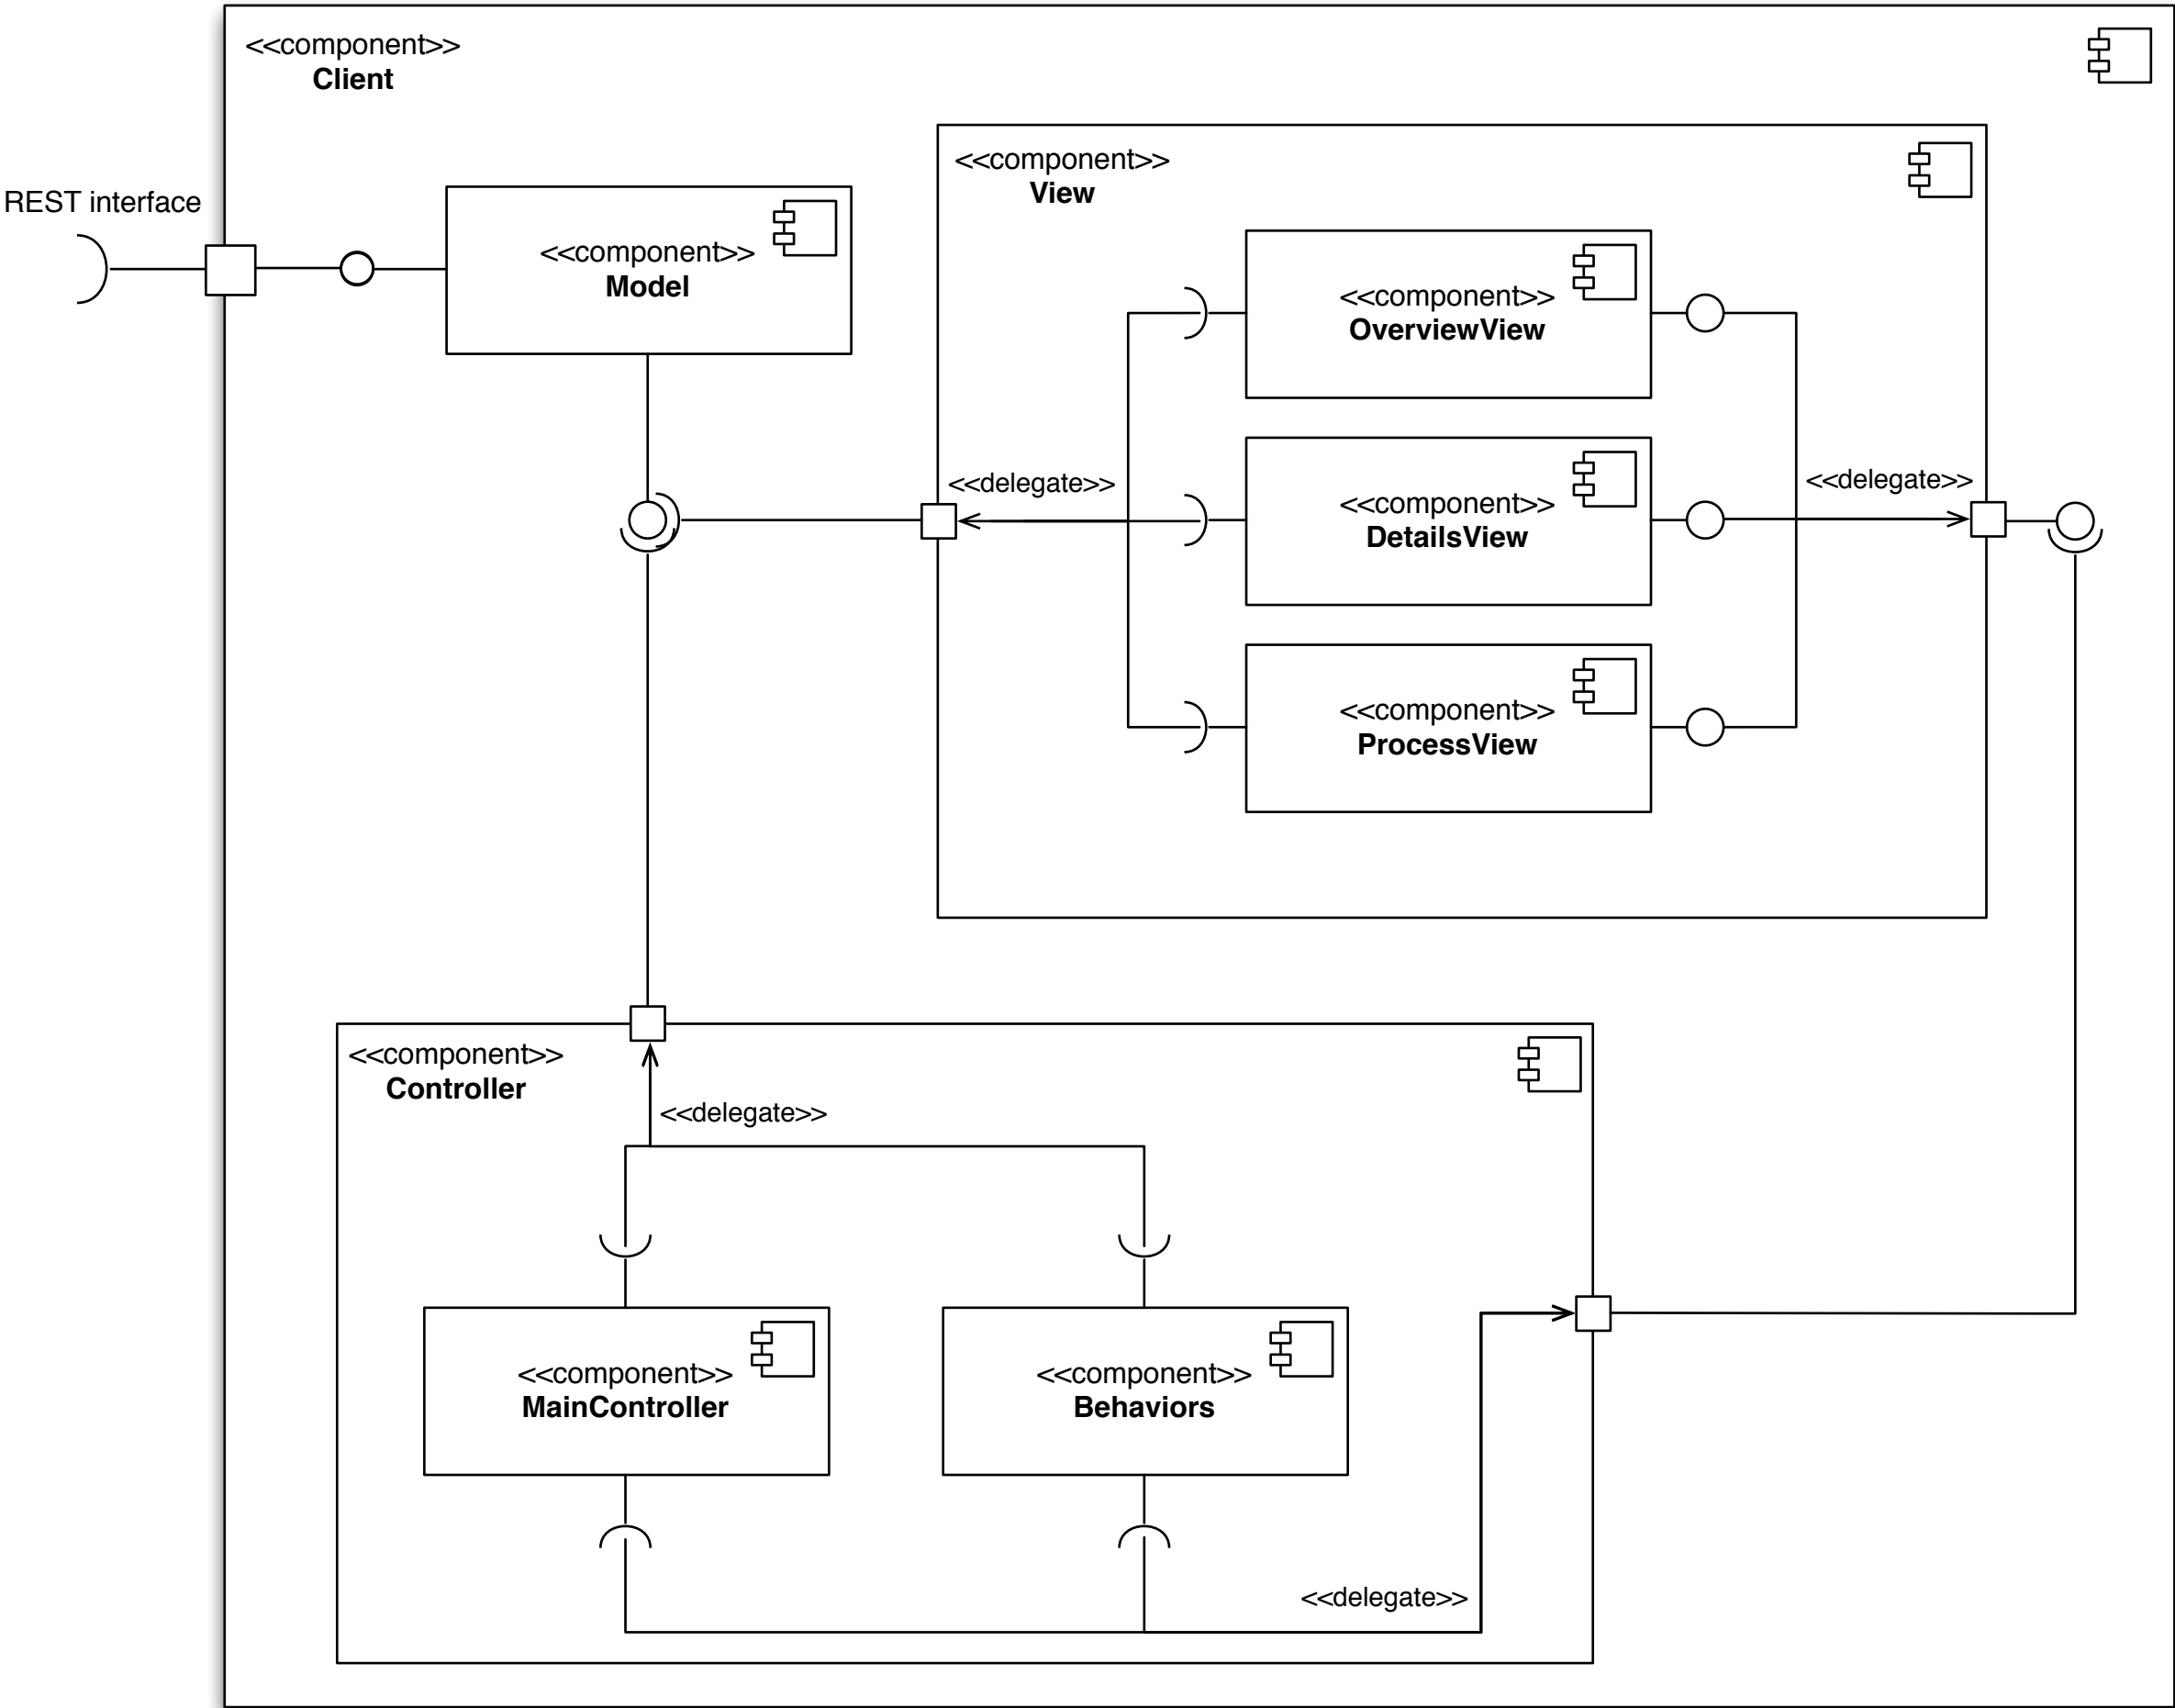 <<component>>
Client
REST interface
<<component>>
Model
<<component>>
View
<<component>>
OverviewView
<<delegate>>
<<component>>
DetailsView
<<delegate>>
<<component>>
ProcessView
<<component>>
Controller
<<delegate>>
<<component>>
MainController
<<component>>
Behaviors
<<delegate>>